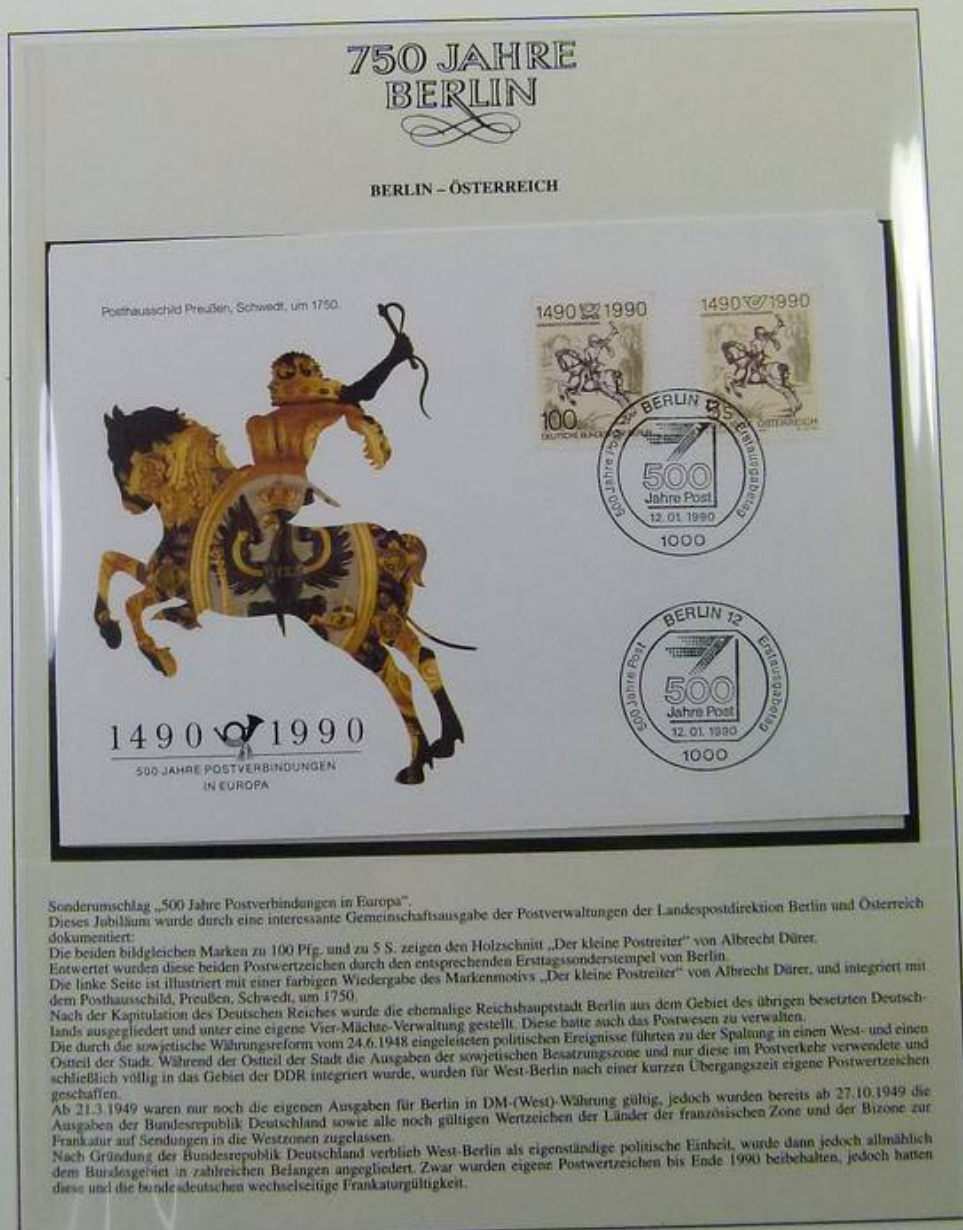 750 JAHRE
BERLIN
BERLIN – ÖSTERREICH
Posthausschild Preußen, Schwedt, um 1750.
1490 1990
100
DEUTSCHE
1490 1990
ÖSTERREICH
BERLIN 12
500 Jahre Post
Erstausgabetag
500
Jahre Post
12. 01. 1990
1000
BERLIN 12
500 Jahre Post
Erstausgabetag
500
Jahre Post
12. 01. 1990
1000
1490 1990
500 JAHRE POSTVERBINDUNGEN
IN EUROPA
Sonderumschlag „500 Jahre Postverbindungen in Europa“.
Dieses Jubiläum wurde durch eine interessante Gemeinschaftsausgabe der Postverwaltungen der Landespostdirektion Berlin und Österreich
dokumentiert:
Die beiden bildgleichen Marken zu 100 Pfg. und zu 5 S. zeigen den Holzschnitt „Der kleine Postreiter“ von Albrecht Dürer.
Entwertet wurden diese beiden Postwertzeichen durch den entsprechenden Ersttagssonderstempel von Berlin.
Die linke Seite ist illustriert mit einer farbigen Wiedergabe des Markenmotivs „Der kleine Postreiter“ von Albrecht Dürer, und integriert mit
dem Posthausschild, Preußen, Schwedt, um 1750.
Nach der Kapitulation des Deutschen Reiches wurde die ehemalige Reichshauptstadt Berlin aus dem Gebiet des übrigen besetzten Deutsch-
lands ausgegliedert und unter eine eigene Vier-Mächte-Verwaltung gestellt. Diese hatte auch das Postwesen zu verwalten.
Die durch die sowjetische Währungsreform vom 24.6.1948 eingeleiteten politischen Ereignisse führten zu der Spaltung in einen West- und einen
Ostteil der Stadt. Während der Ostteil der Stadt die Ausgaben der sowjetischen Besatzungszone und nur diese im Postverkehr verwendete und
schließlich völlig in das Gebiet der DDR integriert wurde, wurden für West-Berlin nach einer kurzen Übergangszeit eigene Postwertzeichen
geschaffen.
Ab 21.3.1949 waren nur noch die eigenen Ausgaben für Berlin in DM-(West)-Währung gültig, jedoch wurden bereits ab 27.10.1949 die
Ausgaben der Bundesrepublik Deutschland sowie alle noch gültigen Wertzeichen der Länder der französischen Zone und der Bizone zur
Frankatur auf Sendungen in die Westzonen zugelassen.
Nach Gründung der Bundesrepublik Deutschland verblieb West-Berlin als eigenständige politische Einheit, wurde dann jedoch allmählich
dem Bundesgebiet in zahlreichen Belangen angegliedert. Zwar wurden eigene Postwertzeichen bis Ende 1990 beibehalten, jedoch hatten
diese und die bundesdeutschen wechselseitige Frankaturgültigkeit.